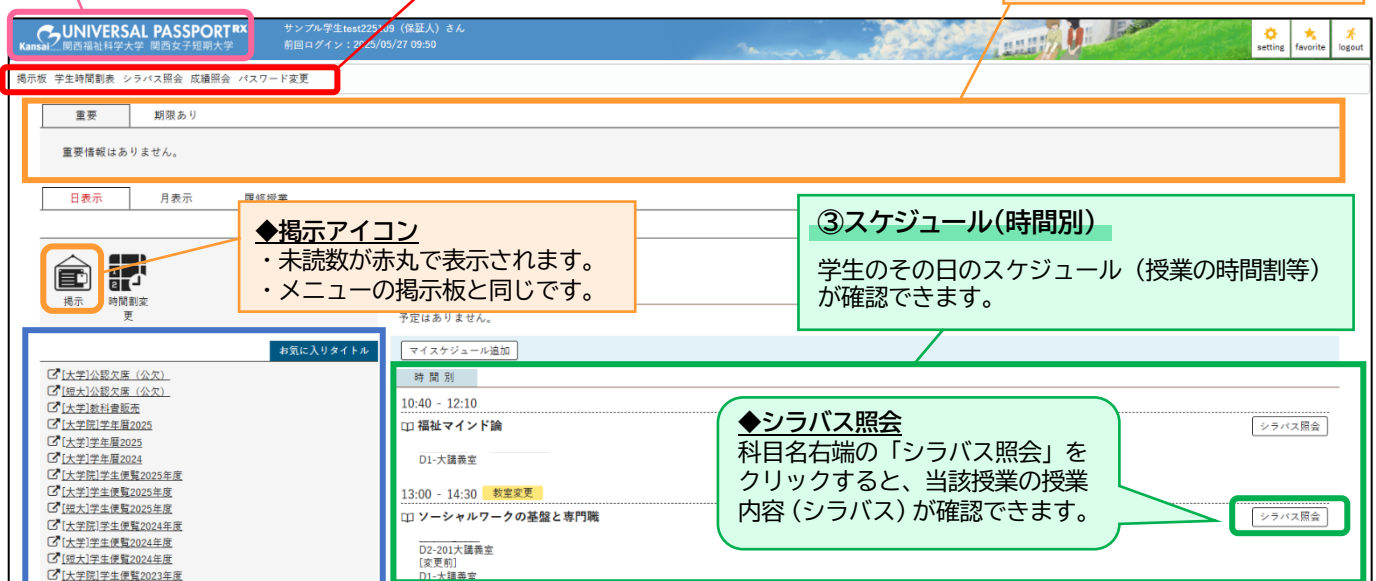 UNIVERSAL PASSPORT RX
Kansai 関西福祉科学大学 関西女子短期大学
サンプル学生test225109（保証人）さん
前回ログイン：2025/05/27 09:50
setting favorite logout
掲示板 学生時間割表 シラバス照会 成績照会 パスワード変更
重要 期限あり
重要情報はありません。
日表示 月表示 履修授業
◆掲示アイコン
・未読数が赤丸で表示されます。
・メニューの掲示板と同じです。
③スケジュール(時間別)
学生のその日のスケジュール（授業の時間割等）
が確認できます。
掲示
時間割変
更
予定はありません。
お気に入りタイトル
[大学]公認欠席（公欠）
[短大]公認欠席（公欠）
[大学]教科書販売
[大学院]学年暦2025
[大学]学年暦2025
[大学]学年暦2024
[大学院]学生便覧2025年度
[大学]学生便覧2025年度
[短大]学生便覧2025年度
[大学院]学生便覧2024年度
[大学]学生便覧2024年度
[短大]学生便覧2024年度
[大学院]学生便覧2023年度
マイスケジュール追加
時間別
10:40 - 12:10
福祉マインド論
シラバス照会
D1-大講義室
13:00 - 14:30 教室変更
ソーシャルワークの基盤と専門職
シラバス照会
D2-201大講義室
[変更前]
D1-大講義室
◆シラバス照会
科目名右端の「シラバス照会」を
クリックすると、当該授業の授業
内容(シラバス)が確認できます。